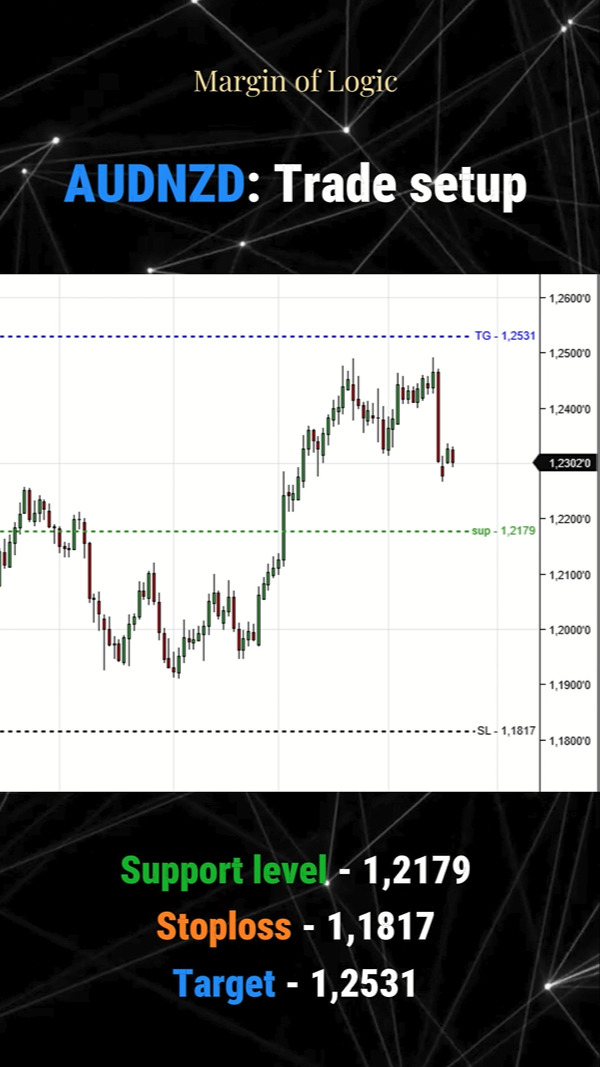 Margin of Logic
AUDNZD: Trade setup
1,2600'0
TG - 1,2531
1,2500'0
1,2400'0
1,2302'0
1,2200'0
sup - 1,2179
1,2100'0
1,2000'0
1,1900'0
SL - 1,1817
1,1800'0
Support level - 1,2179
Stoploss - 1,1817
Target - 1,2531